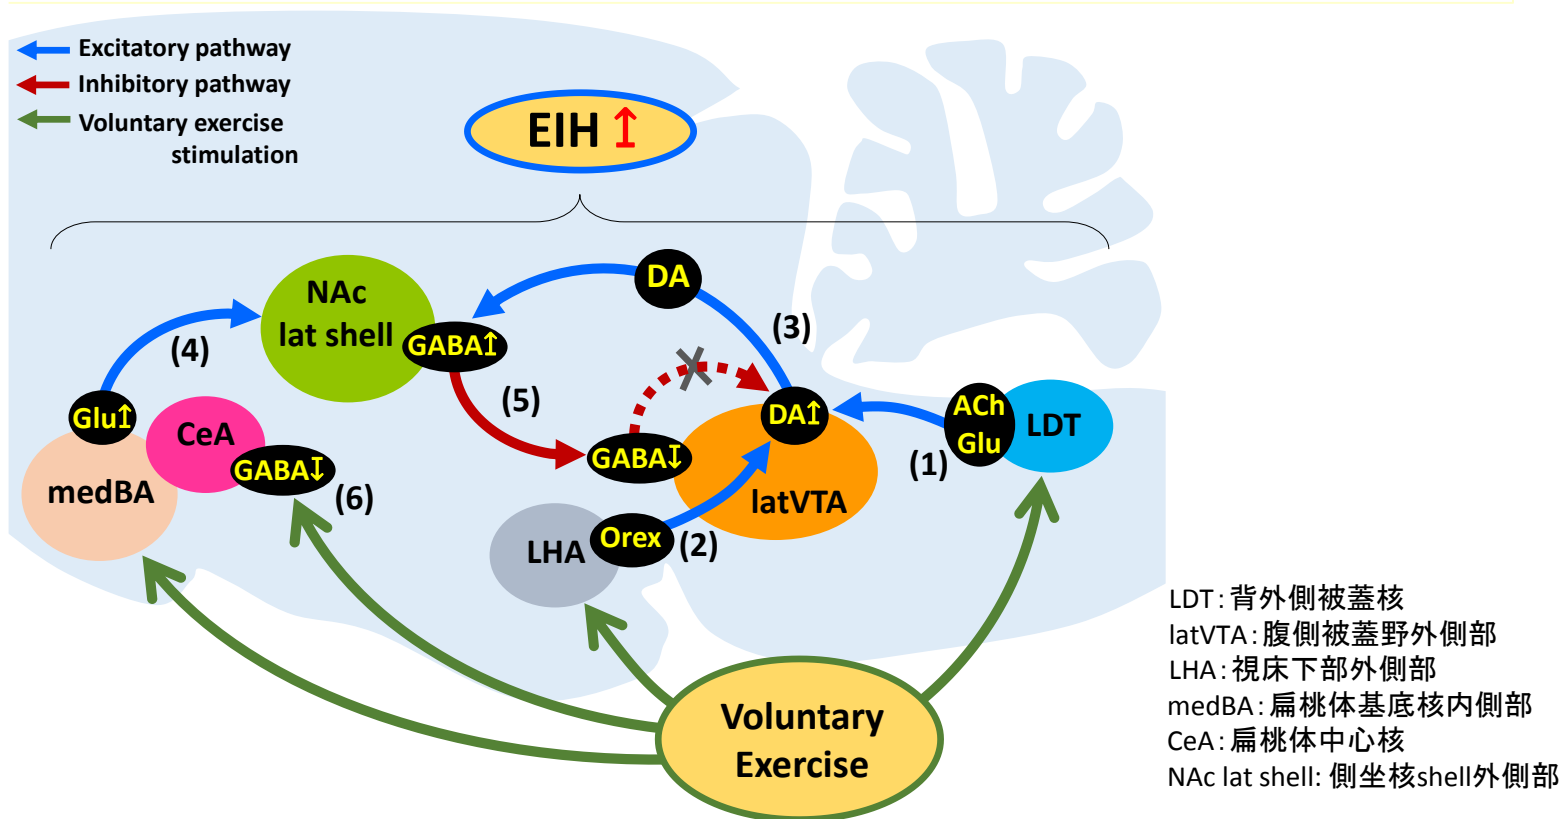 Excitatory pathway
Inhibitory pathway
Voluntary exercise
stimulation
EIH ↑
NAc
lat shell
DA
(3)
(4)
GABA↑
(5)
Glu↑
CeA
GABA↓
(6)
medBA
GABA↓
DA↑
ACh
Glu
LDT
(1)
latVTA
LHA
Orex
(2)
Voluntary
Exercise
LDT：背外側被蓋核
latVTA：腹側被蓋野外側部
LHA：視床下部外側部
medBA：扁桃体基底核内側部
CeA：扁桃体中心核
NAc lat shell: 側坐核shell外側部